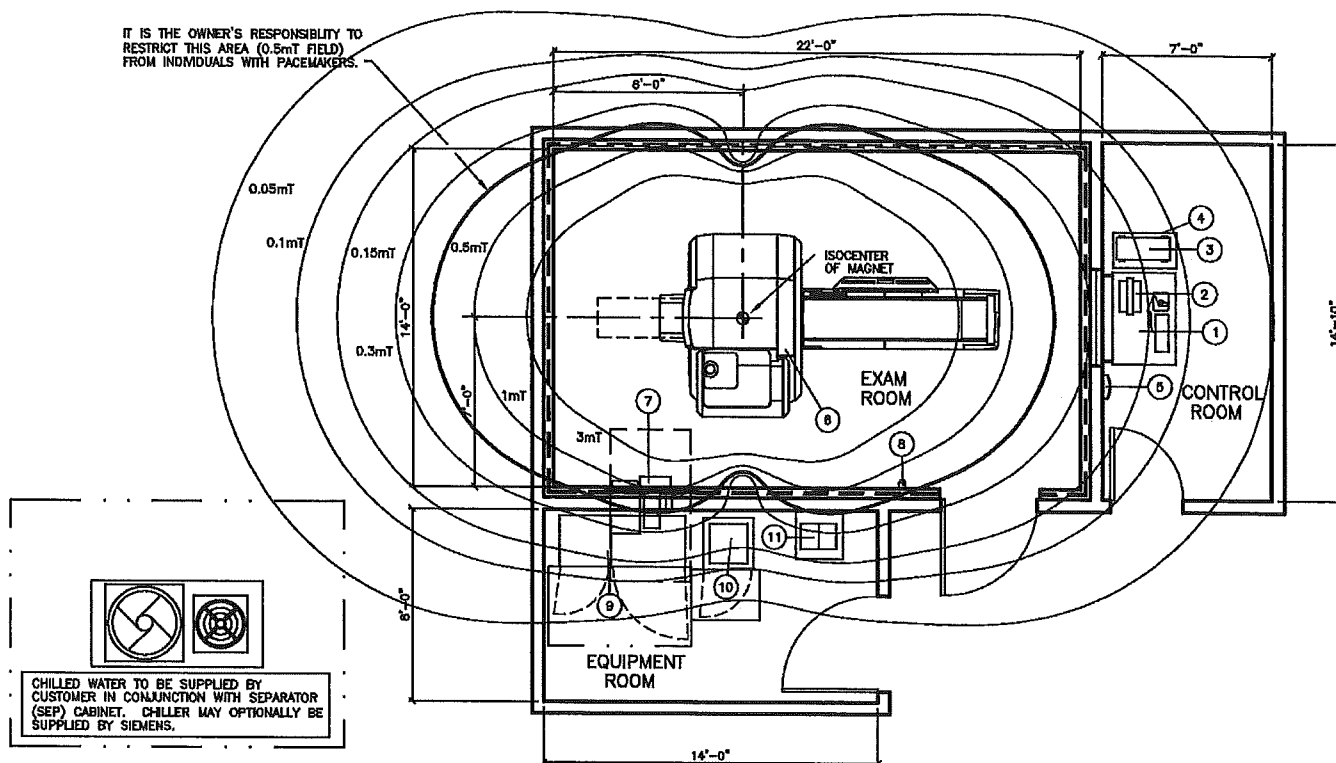 IT IS THE OWNER'S RESPONSIBLITY TO
RESTRICT THIS AREA (0.5mT FIELD)
FROM INDIVIDUALS WITH PACEMAKERS.
22'-0"
7'-0"
8'-0"
0.05mT
0.1mT
0.15mT
0.5mT
0.3mT
14'-0"
1mT
3mT
ISOCENTER
OF MAGNET
4
3
2
1
5
CONTROL
ROOM
EXAM
ROOM
6
7
8
11
10
9
8'-0"
EQUIPMENT
ROOM
14'-0"
CHILLED WATER TO BE SUPPLIED BY
CUSTOMER IN CONJUNCTION WITH SEPARATOR
(SEP) CABINET. CHILLER MAY OPTIONALLY BE
SUPPLIED BY SIEMENS.